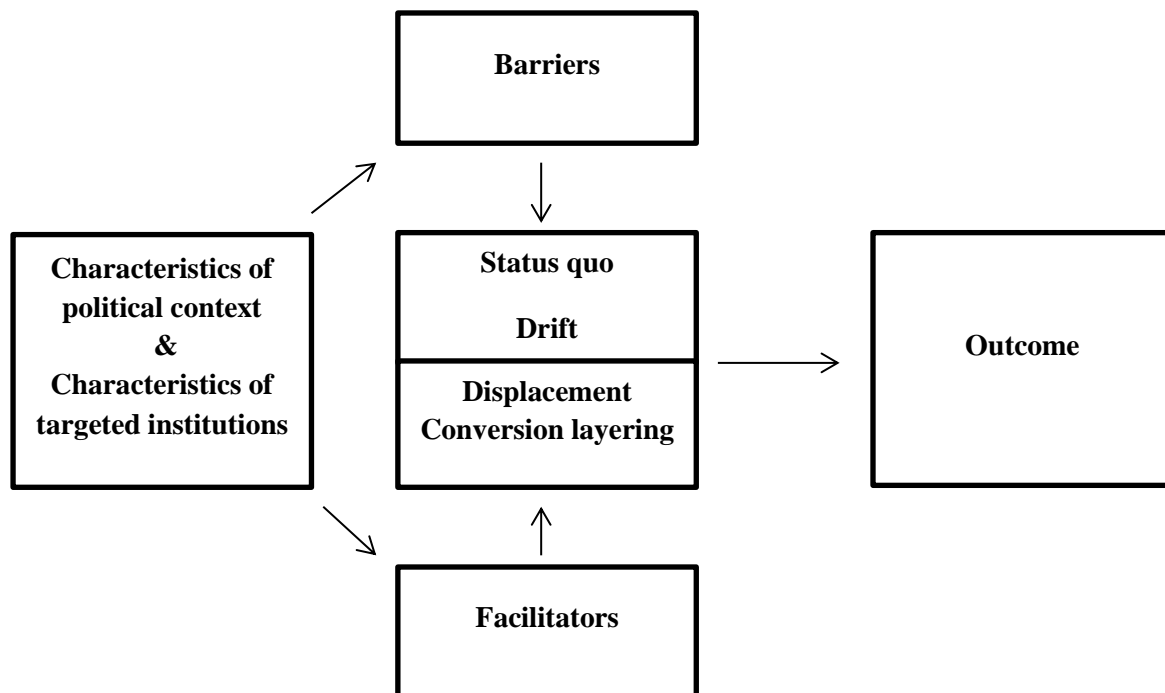 Barriers
Characteristics of
political context
&
Characteristics of
targeted institutions
Status quo
Drift
Displacement
Conversion layering
Outcome
Facilitators